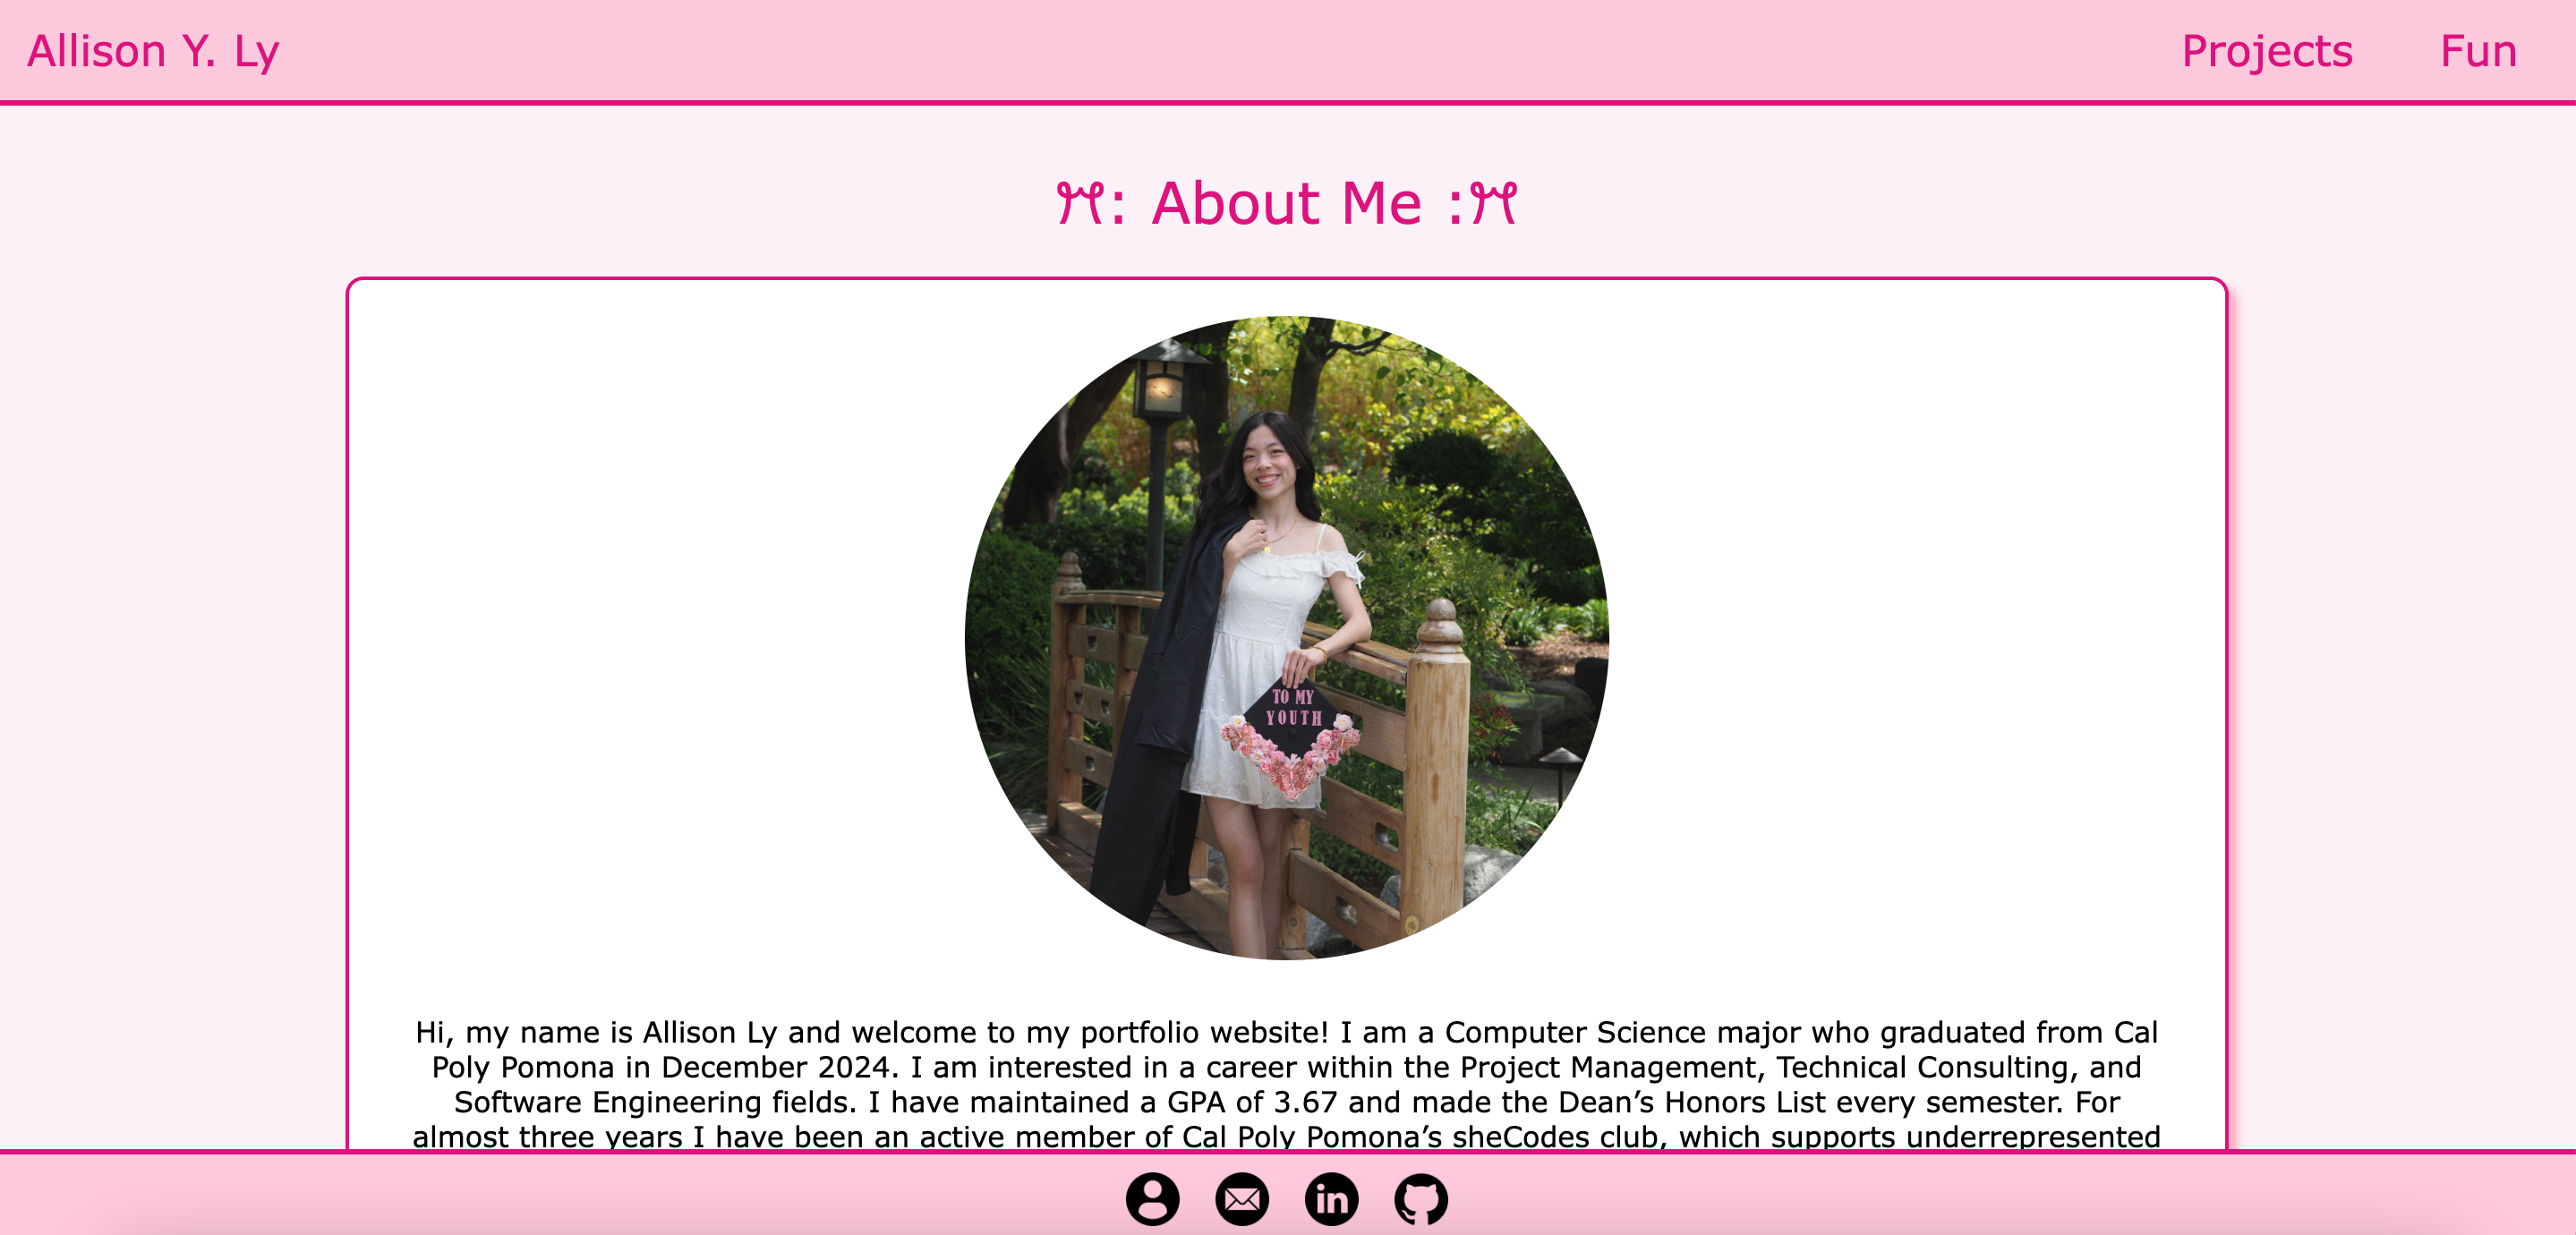 Allison Y. Ly
Projects
Fun
୨୧: About Me :୨୧
TO MY
YOUTH
Hi, my name is Allison Ly and welcome to my portfolio website! I am a Computer Science major who graduated from Cal
Poly Pomona in December 2024. I am interested in a career within the Project Management, Technical Consulting, and
Software Engineering fields. I have maintained a GPA of 3.67 and made the Dean’s Honors List every semester. For
almost three years I have been an active member of Cal Poly Pomona’s sheCodes club, which supports underrepresented
in